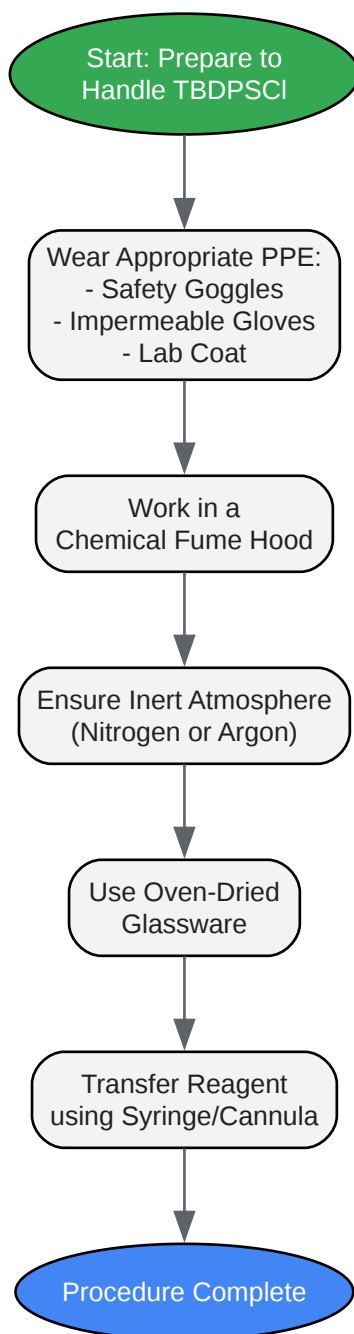 Start: Prepare to
Handle TBDPSCl
Wear Appropriate PPE:
- Safety Goggles
- Impermeable Gloves
- Lab Coat
Work in a
Chemical Fume Hood
Ensure Inert Atmosphere
(Nitrogen or Argon)
Use Oven-Dried
Glassware
Transfer Reagent
using Syringe/Cannula
Procedure Complete